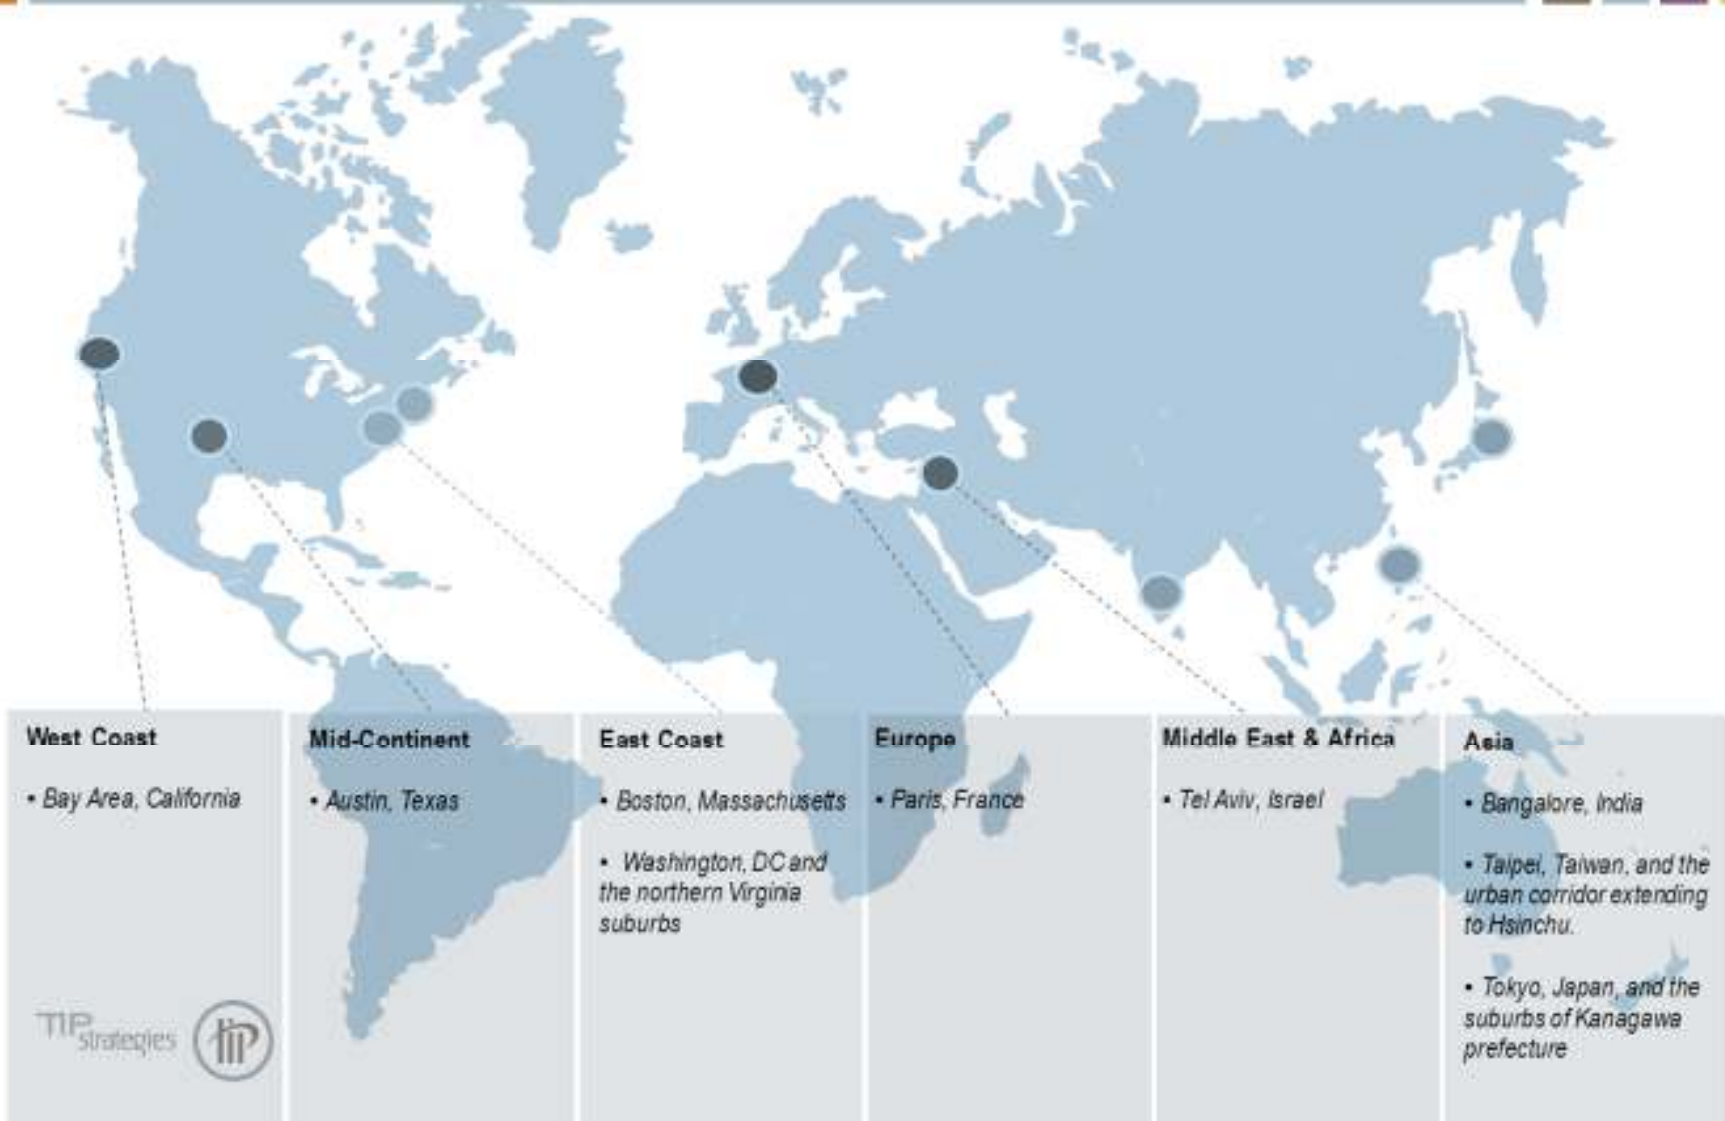 West Coast
• Bay Area, California
Mid-Continent
• Austin, Texas
East Coast
• Boston, Massachusetts
• Washington, DC and
the northern Virginia
suburbs
Europe
• Paris, France
Middle East & Africa
• Tel Aviv, Israel
Asia
• Bangalore, India
• Taipei, Taiwan, and the
urban corridor extending
to Hsinchu.
• Tokyo, Japan, and the
suburbs of Kanagawa
prefecture
TIP
strategies
tip